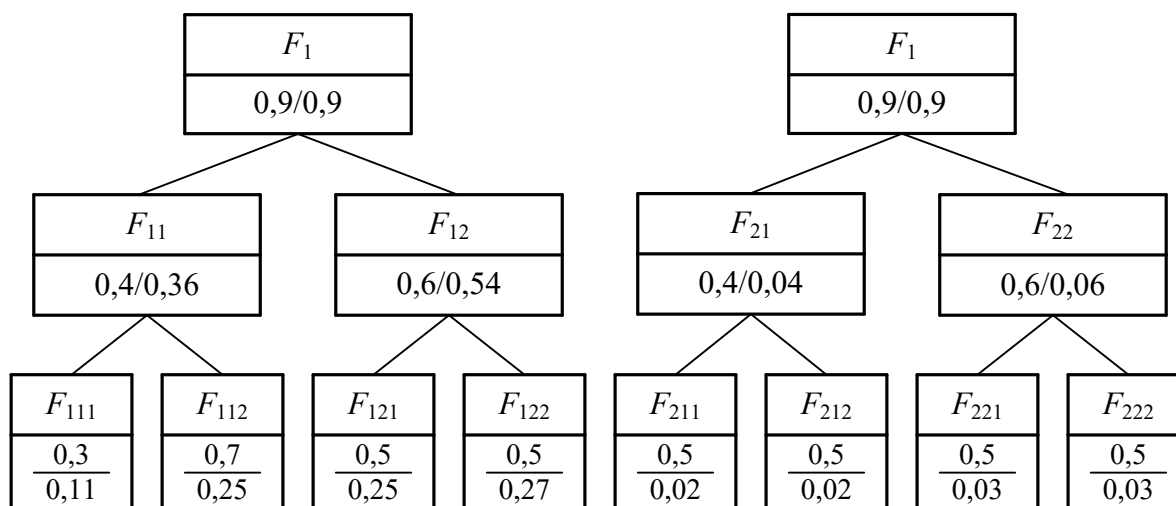 F₁ F₁
0,9/0,9 0,9/0,9
F₁₁ F₁₂ F₂₁ F₂₂
0,4/0,36 0,6/0,54 0,4/0,04 0,6/0,06
F₁₁₁ F₁₁₂ F₁₂₁ F₁₂₂ F₂₁₁ F₂₁₂ F₂₂₁ F₂₂₂
0,3 0,7 0,5 0,5 0,5 0,5 0,5 0,5
0,11 0,25 0,25 0,27 0,02 0,02 0,03 0,03